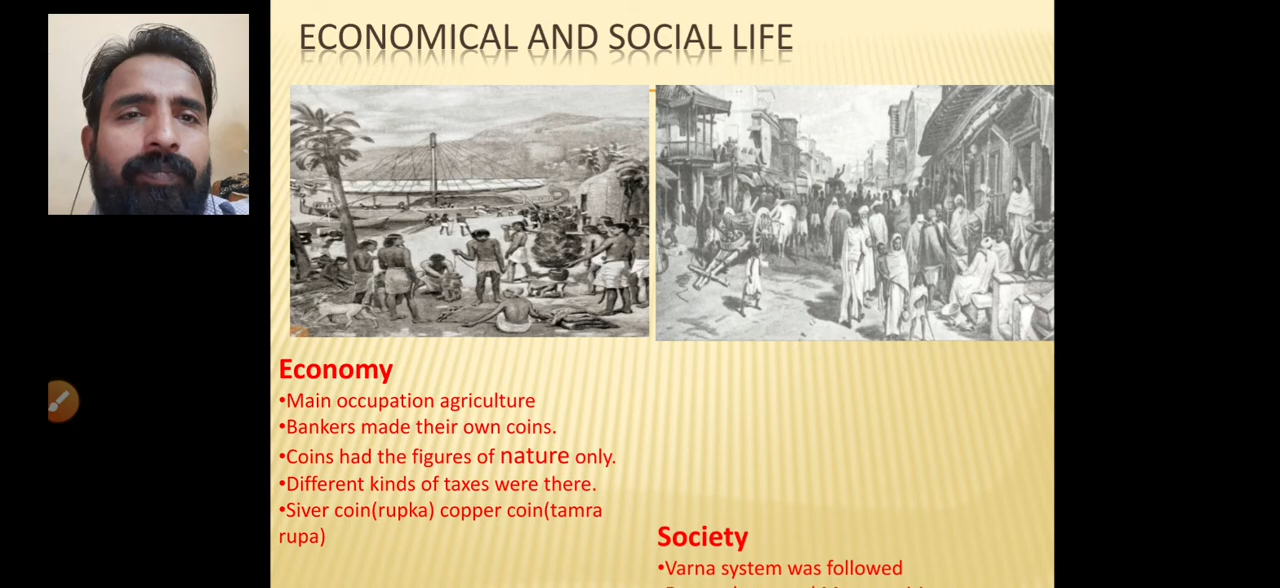 ECONOMICAL AND SOCIAL LIFE
Economy
•Main occupation agriculture
•Bankers made their own coins.
•Coins had the figures of nature only.
•Different kinds of taxes were there.
•Siver coin(rupka) copper coin(tamra
rupa)
Society
•Varna system was followed